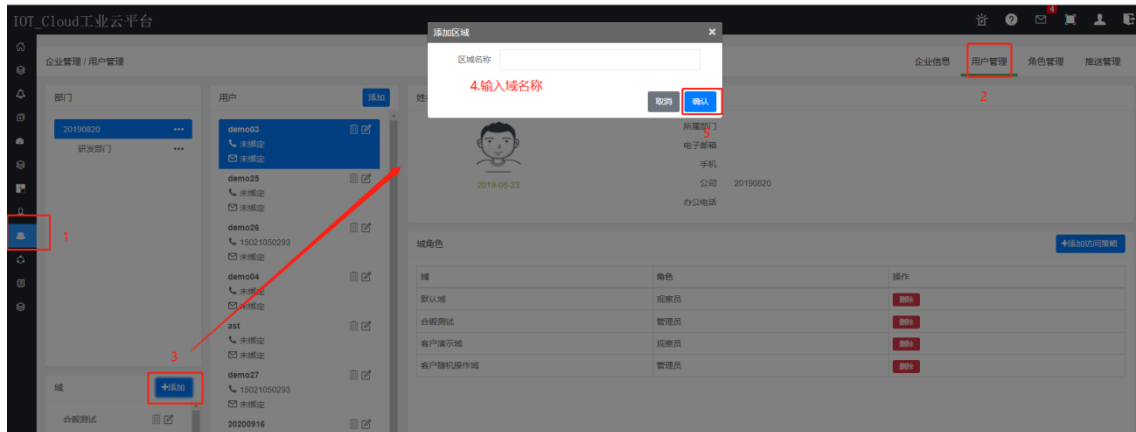 IOT_Cloud工业云平台
4
添加区域
×
区域名称
4.输入域名称
取消
确认
5
企业管理 / 用户管理
企业信息
用户管理
角色管理
推送管理
2
部门
20190820
研发部门
用户
添加
demo03
未绑定
未绑定
demo25
未绑定
未绑定
demo26
15021050293
未绑定
demo04
未绑定
未绑定
ast
未绑定
未绑定
demo27
15021050293
未绑定
20200916
1
3
域
+添加
合毅测试
2019-08-23
所属部门
电子邮箱
手机
公司 20190820
办公电话
域角色
+添加访问策略
域 角色 操作
默认域 观察员 删除
合毅测试 管理员 删除
客户演示域 观察员 删除
客户随机操作域 管理员 删除